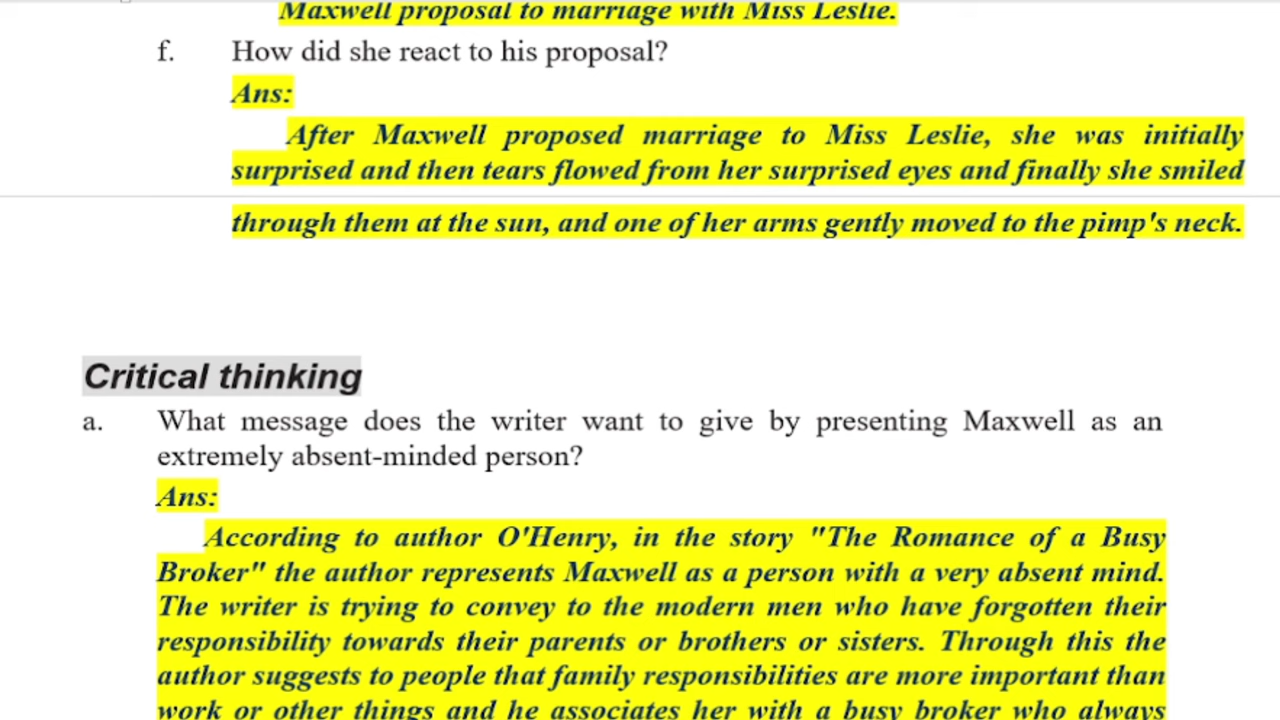 Maxwell proposal to marriage with Miss Leslie.
f. How did she react to his proposal?
Ans:
After Maxwell proposed marriage to Miss Leslie, she was initially
surprised and then tears flowed from her surprised eyes and finally she smiled
through them at the sun, and one of her arms gently moved to the pimp's neck.
Critical thinking
a. What message does the writer want to give by presenting Maxwell as an
extremely absent-minded person?
Ans:
According to author O'Henry, in the story "The Romance of a Busy
Broker" the author represents Maxwell as a person with a very absent mind.
The writer is trying to convey to the modern men who have forgotten their
responsibility towards their parents or brothers or sisters. Through this the
author suggests to people that family responsibilities are more important than
work or other things and he associates her with a busy broker who always